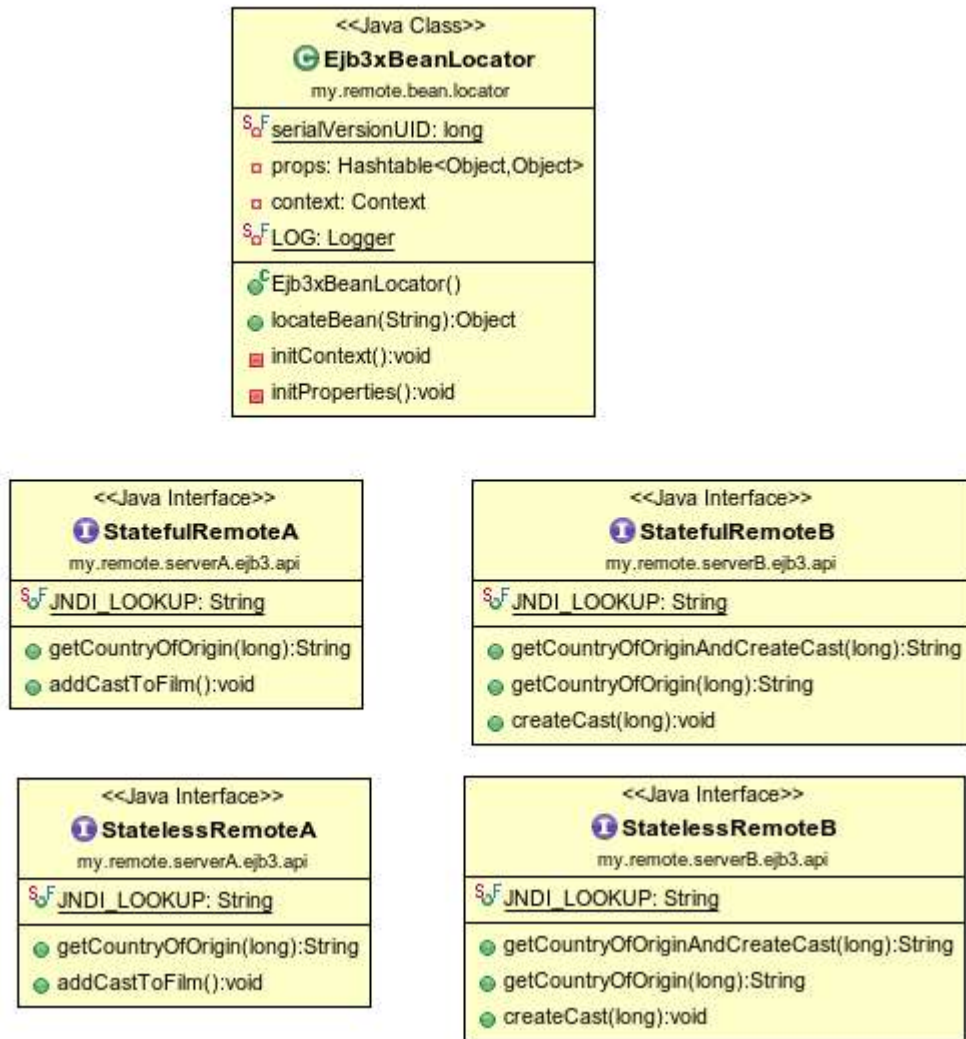 <<Java Class>>
Ejb3xBeanLocator
my.remote.bean.locator
serialVersionUID: long
props: Hashtable<Object,Object>
context: Context
LOG: Logger
Ejb3xBeanLocator()
locateBean(String):Object
initContext():void
initProperties():void
<<Java Interface>>
StatefulRemoteA
my.remote.serverA.ejb3.api
JNDI_LOOKUP: String
getCountryOfOrigin(long):String
addCastToFilm():void
<<Java Interface>>
StatefulRemoteB
my.remote.serverB.ejb3.api
JNDI_LOOKUP: String
getCountryOfOriginAndCreateCast(long):String
getCountryOfOrigin(long):String
createCast(long):void
<<Java Interface>>
StatelessRemoteA
my.remote.serverA.ejb3.api
JNDI_LOOKUP: String
getCountryOfOrigin(long):String
addCastToFilm():void
<<Java Interface>>
StatelessRemoteB
my.remote.serverB.ejb3.api
JNDI_LOOKUP: String
getCountryOfOriginAndCreateCast(long):String
getCountryOfOrigin(long):String
createCast(long):void